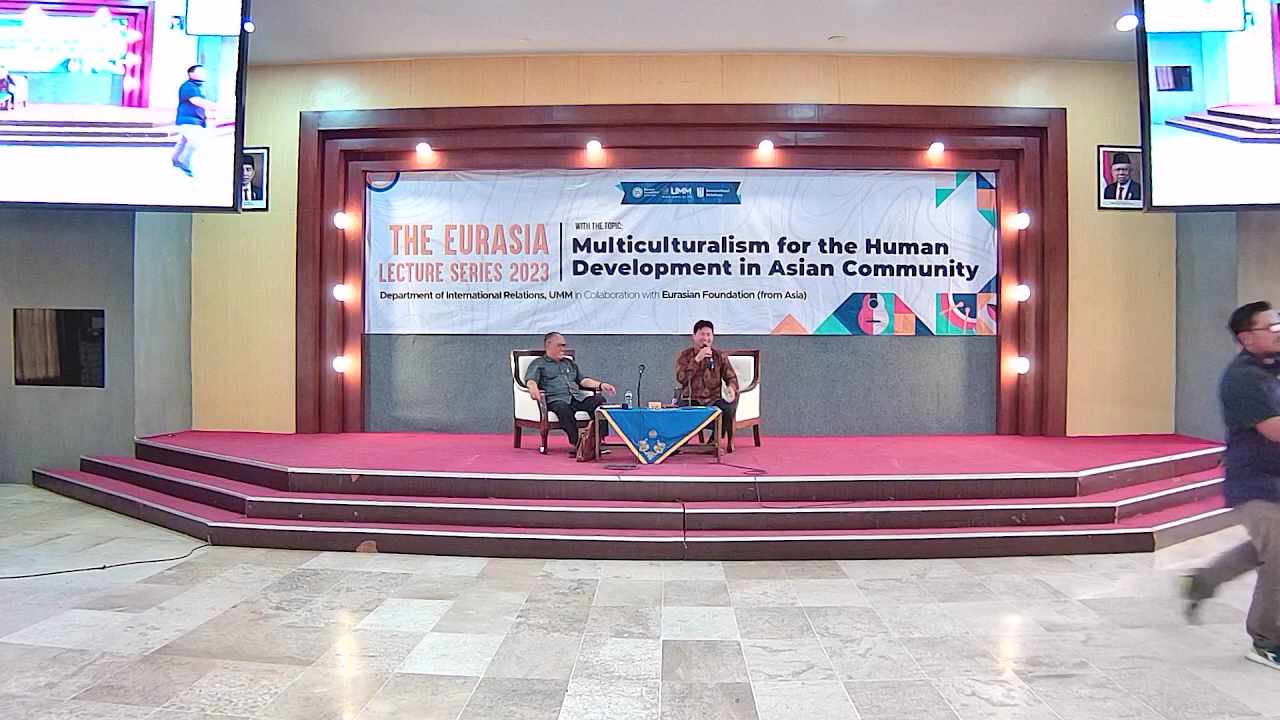 UMM
WITH THE TOPIC:
THE EURASIA
LECTURE SERIES 2023
Multiculturalism for the Human
Development in Asian Community
Department of International Relations, UMM in Collaboration with Eurasian Foundation (from Asia)